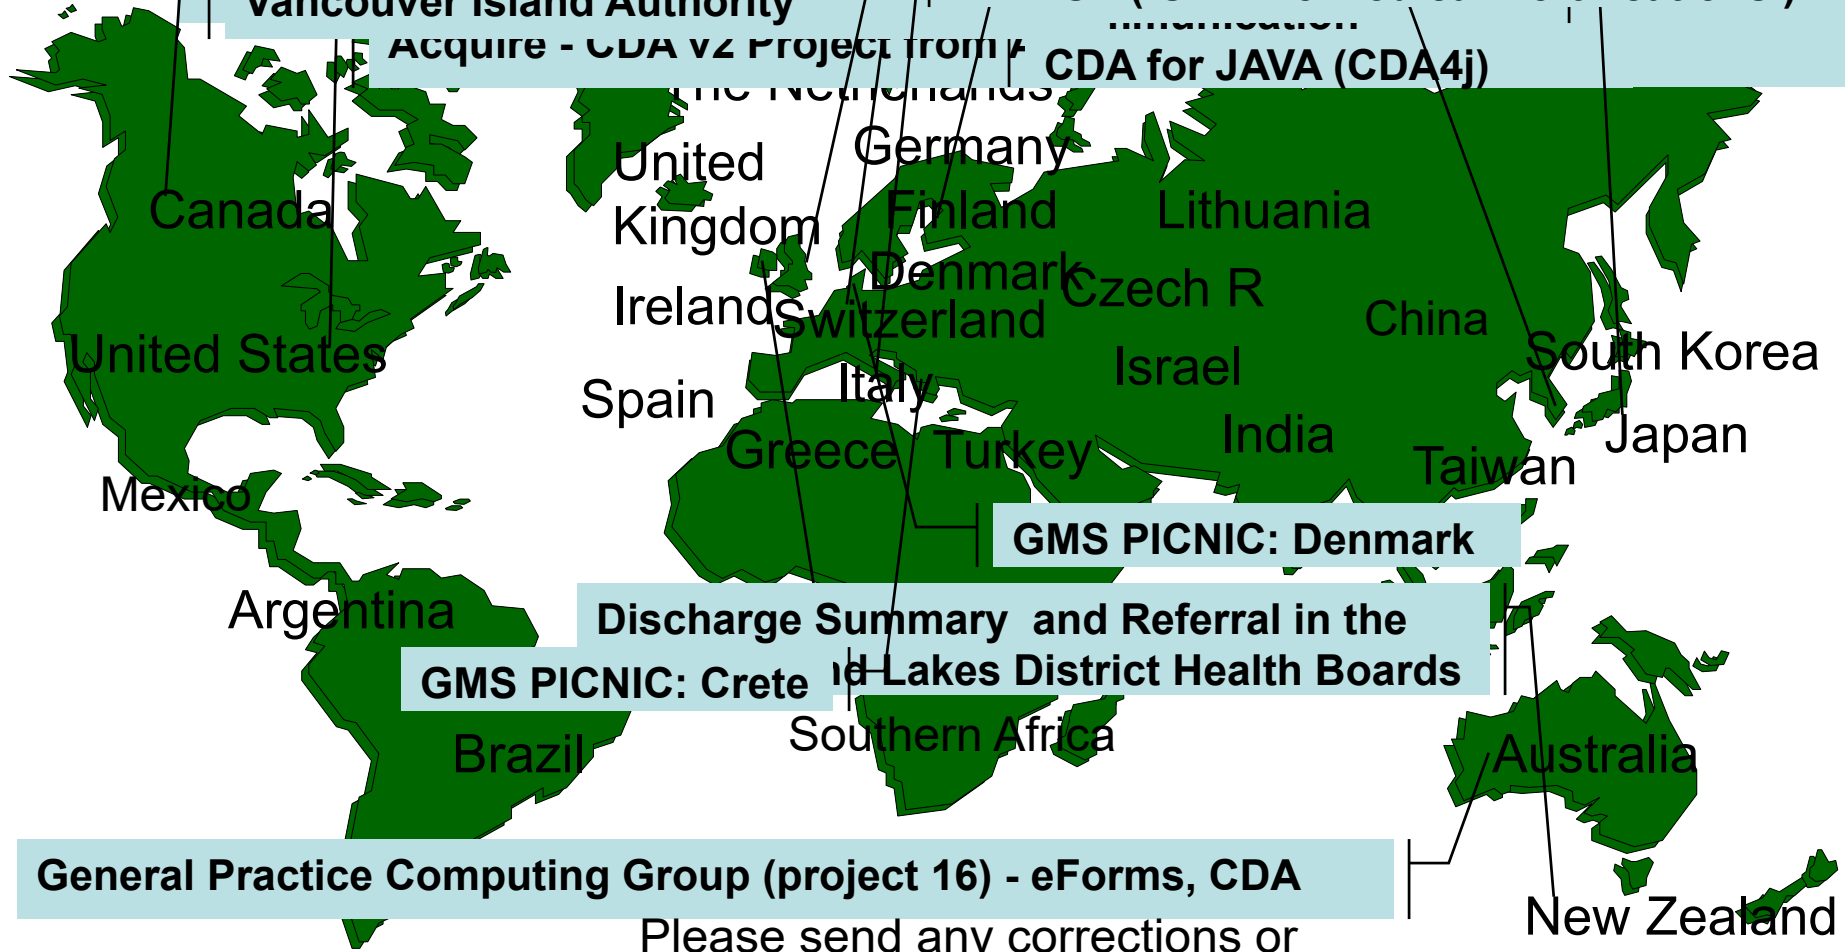 Vancouver Island Authority
Acquire - CDA v2 Project from
CDA for JAVA (CDA4j)
The Netherlands
Germany
United
Kingdom
Canada
Finland
Lithuania
Denmark
Czech R
Ireland
Switzerland
China
United States
South Korea
Israel
Italy
Spain
India
Japan
Greece
Turkey
Taiwan
Mexico
GMS PICNIC: Denmark
Argentina
Discharge Summary and Referral in the
Lakes District Health Boards
GMS PICNIC: Crete
Southern Africa
Brazil
Australia
General Practice Computing Group (project 16) - eForms, CDA
New Zealand
Please send any corrections or